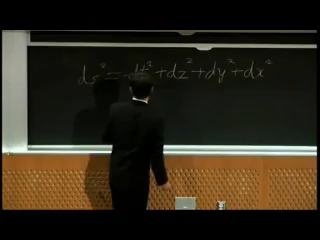 ds² = -dt² + dz² + dy² + dx²